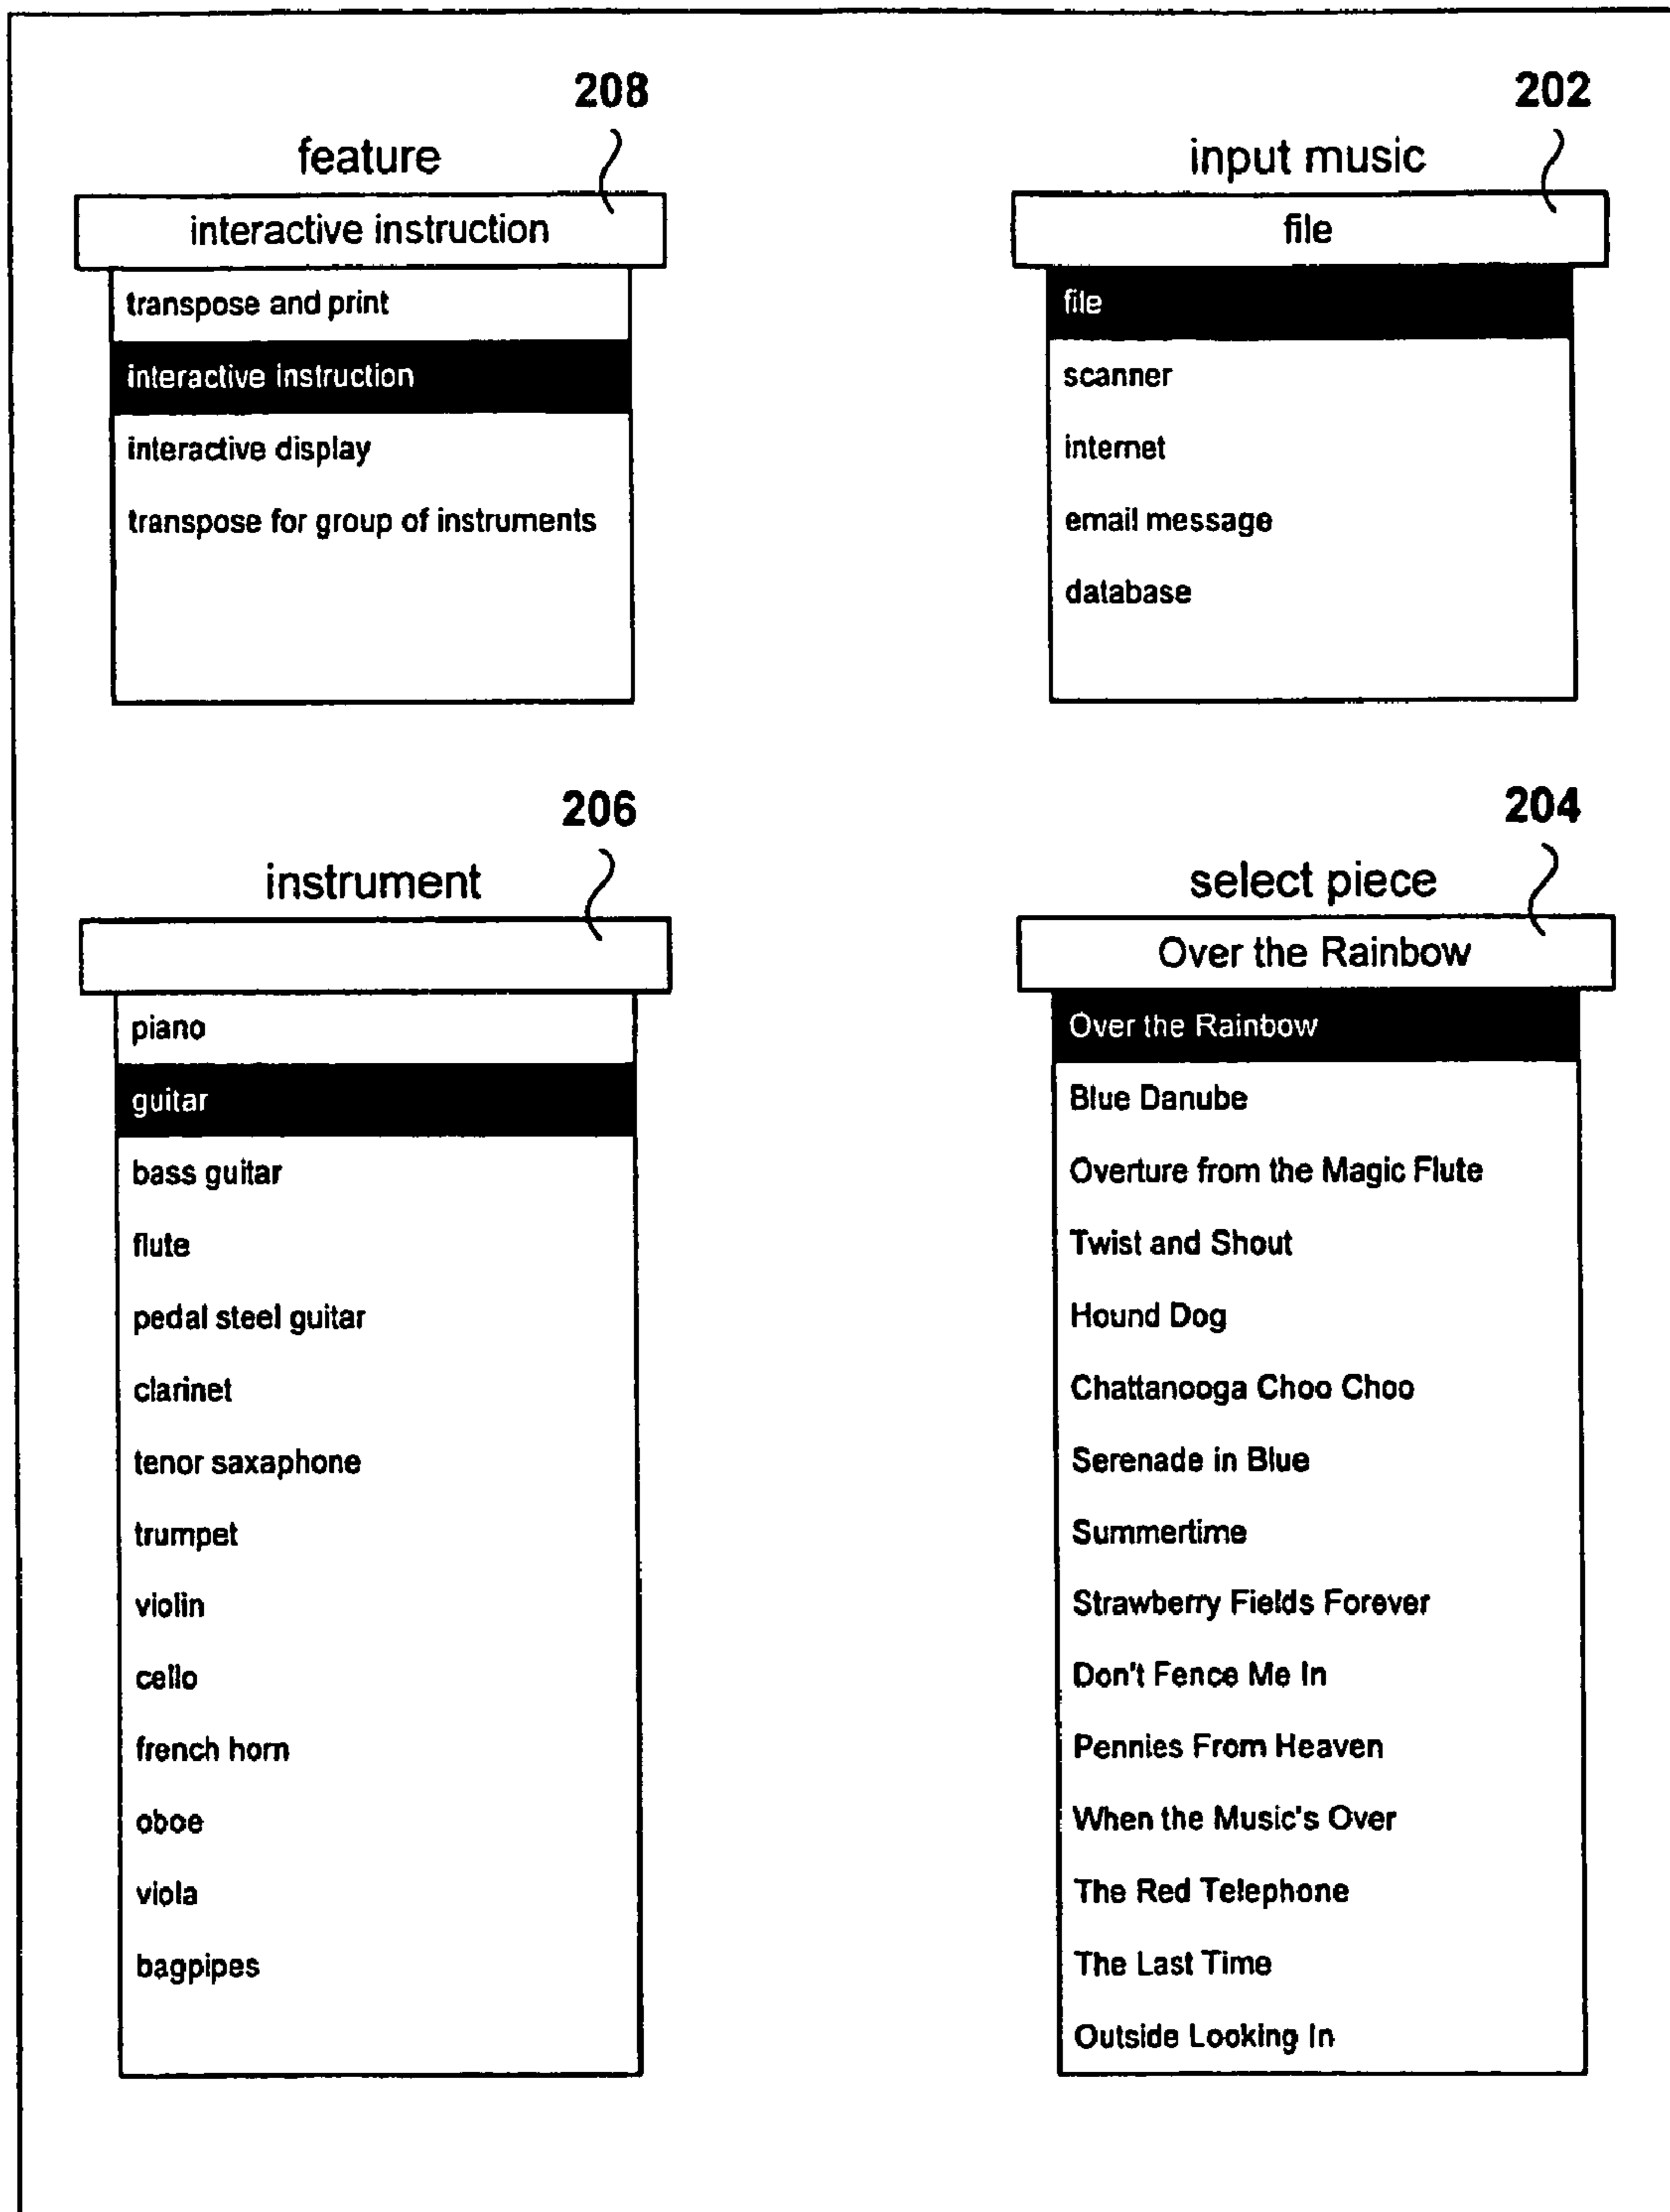 208
feature
interactive instruction
transpose and print
interactive instruction
interactive display
transpose for group of instruments
202
input music
file
file
scanner
internet
email message
database
206
instrument
piano
guitar
bass guitar
flute
pedal steel guitar
clarinet
tenor saxaphone
trumpet
violin
cello
french horn
oboe
viola
bagpipes
204
select piece
Over the Rainbow
Over the Rainbow
Blue Danube
Overture from the Magic Flute
Twist and Shout
Hound Dog
Chattanooga Choo Choo
Serenade in Blue
Summertime
Strawberry Fields Forever
Don't Fence Me In
Pennies From Heaven
When the Music's Over
The Red Telephone
The Last Time
Outside Looking In